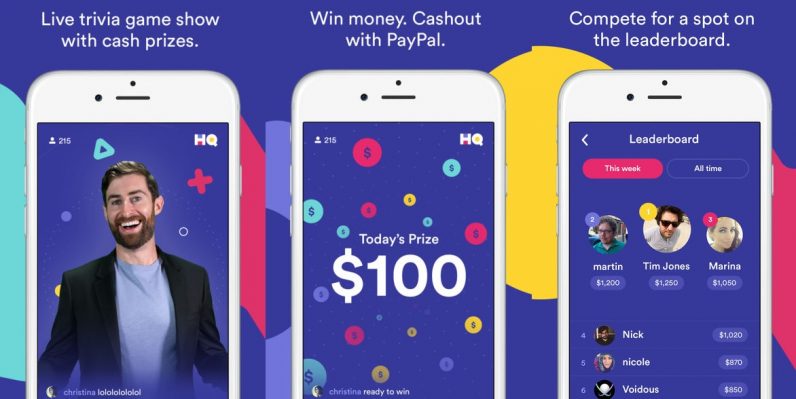 Live trivia game show
with cash prizes.
215
HQ
christina lolololololol
Win money. Cashout
with PayPal.
215
HQ
$
$
$
$
$
$
$
$
$
$
Today's Prize
$100
christina ready to win
Compete for a spot on
the leaderboard.
Leaderboard
This week
All time
2
1
3
martin
Tim Jones
Marina
$1,200
$1,250
$1,050
4 Nick $1,020
5 nicole $870
6 Voidous $850